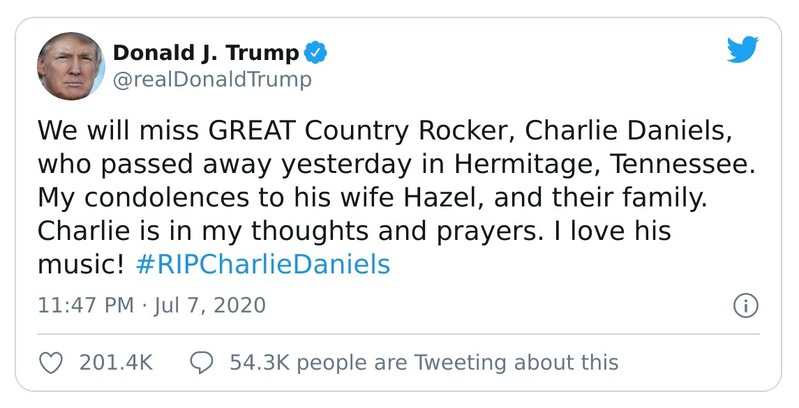 Donald J. Trump
@realDonaldTrump
We will miss GREAT Country Rocker, Charlie Daniels,
who passed away yesterday in Hermitage, Tennessee.
My condolences to his wife Hazel, and their family.
Charlie is in my thoughts and prayers. I love his
music! #RIPCharlieDaniels
11:47 PM · Jul 7, 2020
201.4K 54.3K people are Tweeting about this